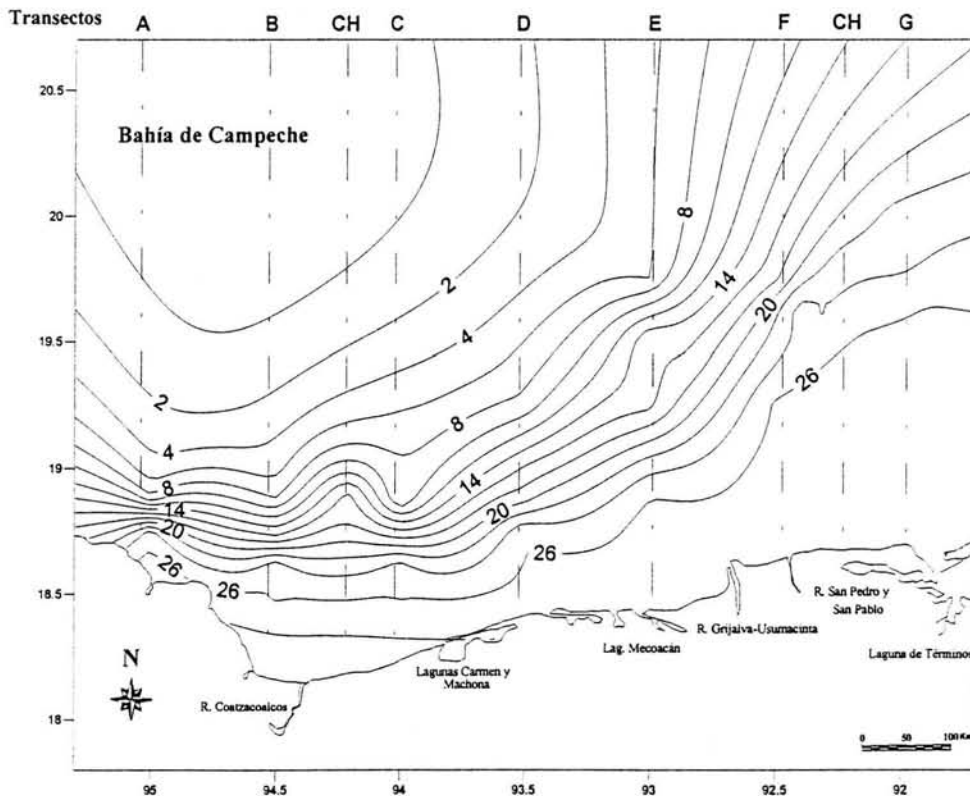 Transectos A B CH C D E F CH G
20.5
Bahía de Campeche
20
8
2
14
19.5
4
20
2
8
26
4
19
8
14
14
20
20
26
26
26
18.5
R. San Pedro y
San Pablo
R. Grijalva-Usumacinta
Lag. Mecoacán
Laguna de Términos
Lagunas Carmen y
Machona
N
R. Coatzacoalcos
18
0 50 100 Km
95 94.5 94 93.5 93 92.5 92